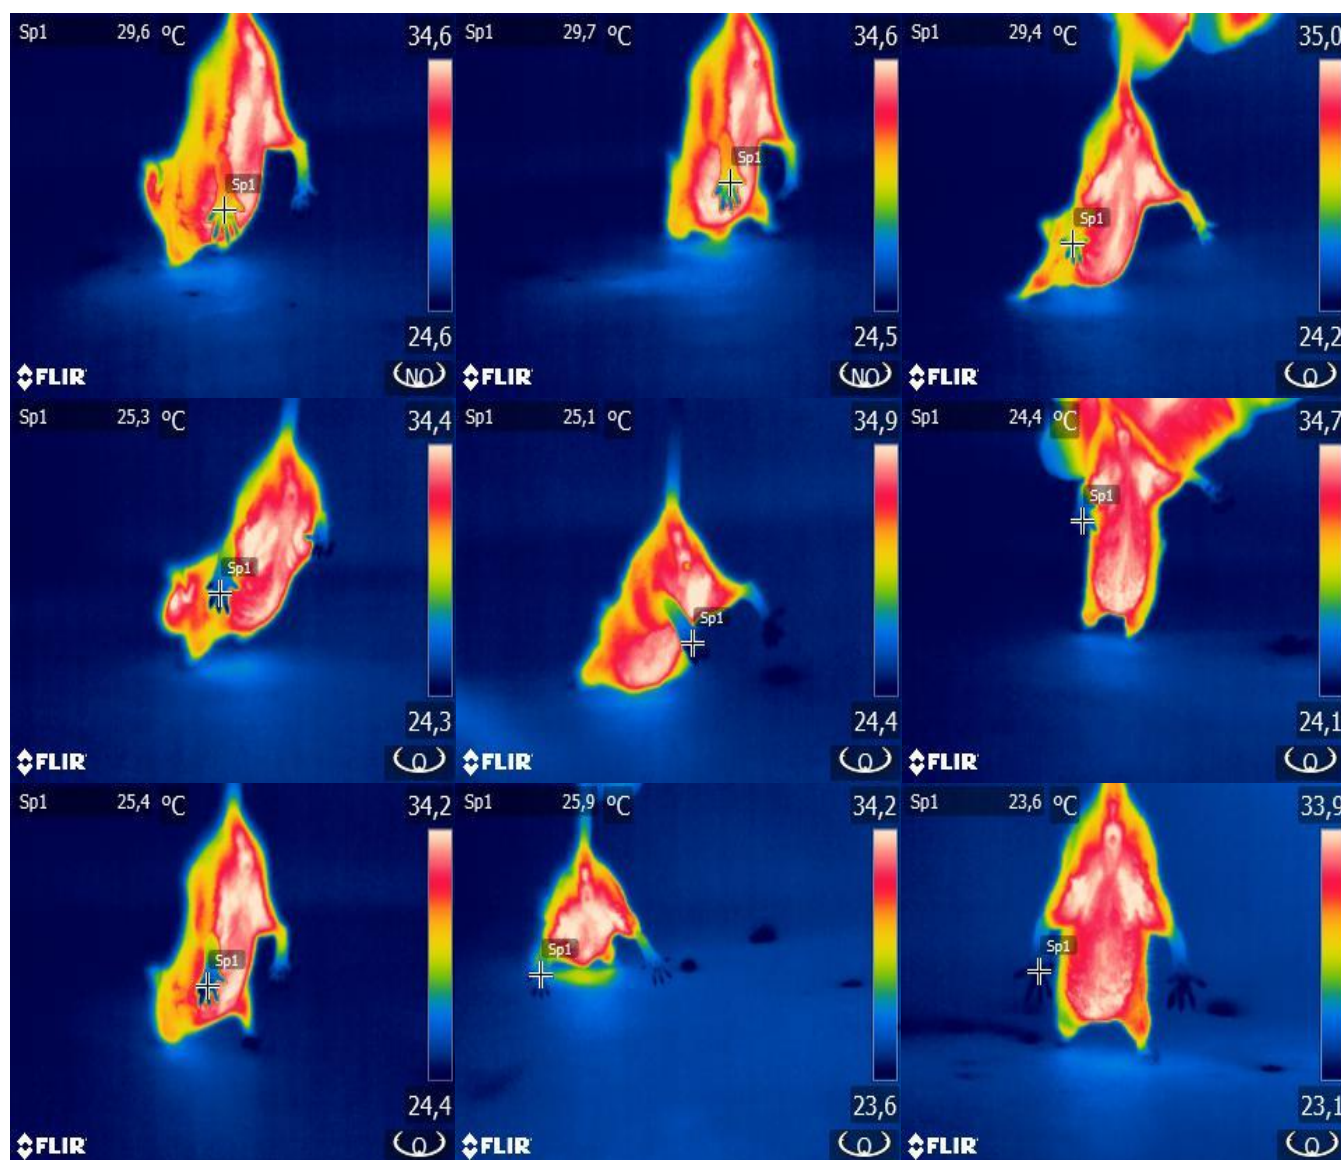 Sp1 29,6 °C 34,6
Sp1
24,6
FLIR NO
Sp1 29,7 °C 34,6
Sp1
24,5
FLIR NO
Sp1 29,4 °C 35,0
Sp1
24,2
FLIR Q
Sp1 25,3 °C 34,4
Sp1
24,3
FLIR Q
Sp1 25,1 °C 34,9
Sp1
24,4
FLIR Q
Sp1 24,4 °C 34,7
Sp1
24,1
FLIR Q
Sp1 25,4 °C 34,2
Sp1
24,4
FLIR Q
Sp1 25,9 °C 34,2
Sp1
23,6
FLIR Q
Sp1 23,6 °C 33,9
Sp1
23,1
FLIR Q